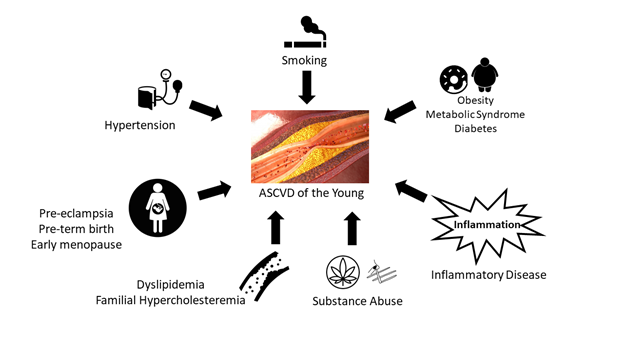 Smoking
Hypertension
Obesity
Metabolic Syndrome
Diabetes
ASCVD of the Young
Pre-eclampsia
Pre-term birth
Early menopause
Inflammation
Inflammatory Disease
Dyslipidemia
Familial Hypercholesteremia
Substance Abuse